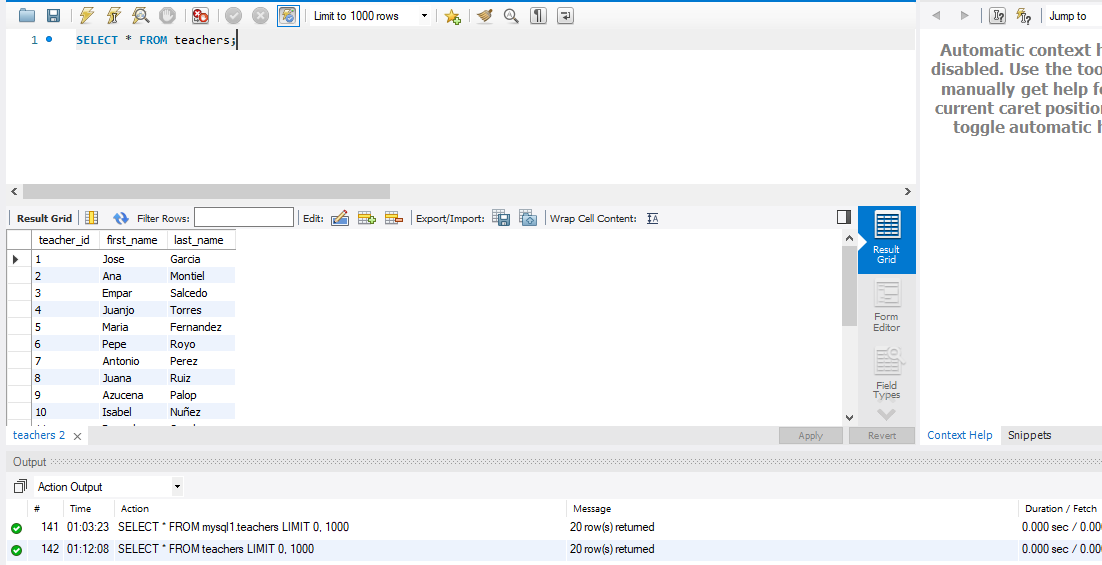 Limit to 1000 rows
Jump to
1 SELECT * FROM teachers;
Automatic context h
disabled. Use the too
manually get help fo
current caret position
toggle automatic h
Result Grid Filter Rows: Edit: Export/Import: Wrap Cell Content:
teacher_id first_name last_name
1 Jose Garcia
2 Ana Montiel
3 Empar Salcedo
4 Juanjo Torres
5 Maria Fernandez
6 Pepe Royo
7 Antonio Perez
8 Juana Ruiz
9 Azucena Palop
10 Isabel Nuñez
Result
Grid
Form
Editor
Field
Types
teachers 2
Apply Revert
Context Help Snippets
Output
Action Output
# Time Action Message Duration / Fetch
141 01:03:23 SELECT * FROM mysql1.teachers LIMIT 0, 1000 20 row(s) returned 0.000 sec / 0.00
142 01:12:08 SELECT * FROM teachers LIMIT 0, 1000 20 row(s) returned 0.000 sec / 0.00